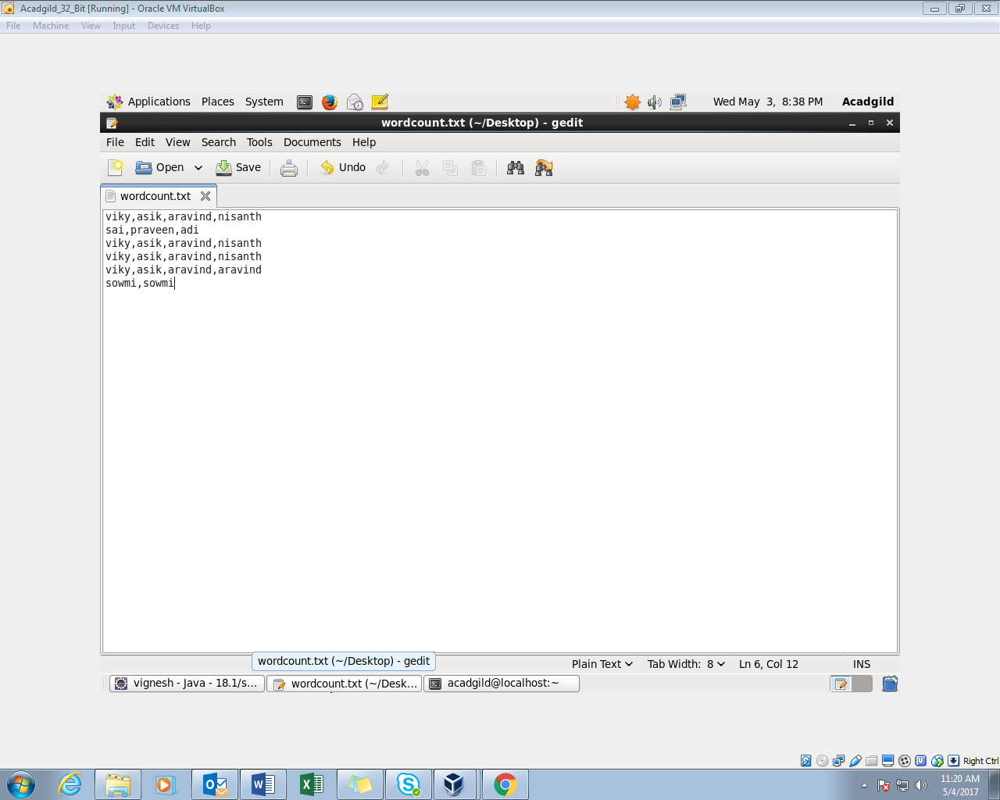 Acadgild_32_Bit [Running] - Oracle VM VirtualBox
File Machine View Input Devices Help
Applications Places System Wed May 3, 8:38 PM Acadgild
wordcount.txt (~/Desktop) - gedit
File Edit View Search Tools Documents Help
Open Save Undo
wordcount.txt
viky,asik,aravind,nisanth
sai,praveen,adi
viky,asik,aravind,nisanth
viky,asik,aravind,nisanth
viky,asik,aravind,aravind
sowmi,sowmi
wordcount.txt (~/Desktop) - gedit
Plain Text Tab Width: 8 Ln 6, Col 12 INS
vignesh - Java - 18.1/s... wordcount.txt (~/Desk... acadgild@localhost:~
Right Ctrl
11:20 AM
5/4/2017